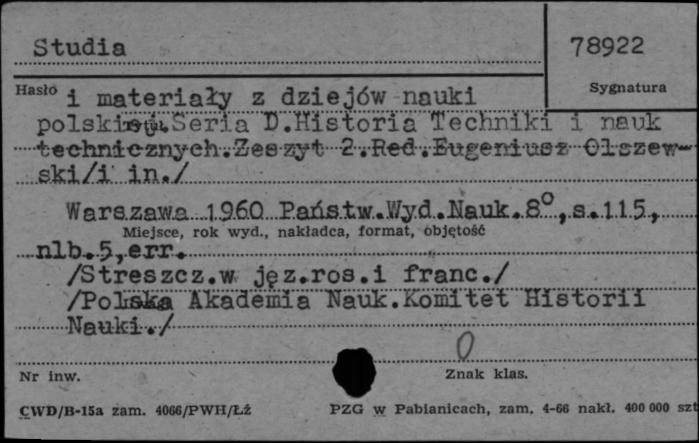 Studia
78922
Hasło
Sygnatura
i materiały z dziejów nauki
polskiej. Seria D.Historia Techniki i nauk
technicznych.Zeszyt 2.Red.Eugeniusz Olszew-
ski/i in./
Warszawa 1960 Państw.Wyd.Nauk.8°,s.115,
Miejsce, rok wyd., nakładca, format, objętość
nlb.5,err.
/Streszcz.w jęz.ros.i franc./
/Polska Akademia Nauk.Komitet Historii
Nauki./
0
Nr inw.
Znak klas.
CWD/B-15a zam. 4066/PWH/Łź
PZG w Pabianicach, zam. 4-66 nakł. 400 000 szt